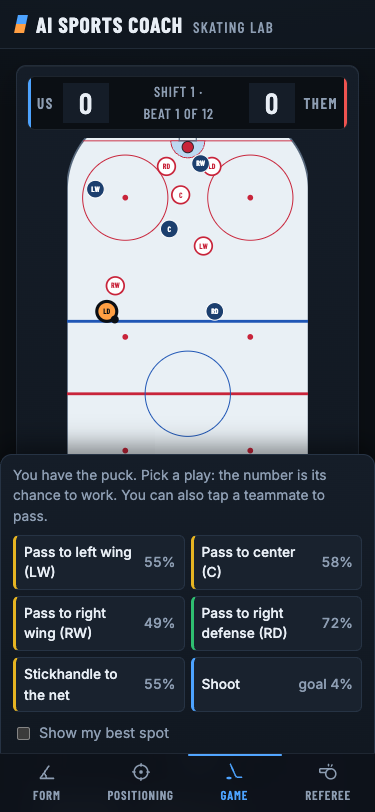 AI SPORTS COACH SKATING LAB
US 0 SHIFT 1 · 0 THEM
BEAT 1 OF 12
RD RW LD
LW C
C
LW
RW
LD RD
You have the puck. Pick a play: the number is its
chance to work. You can also tap a teammate to
pass.
Pass to left wing
(LW) 55%
Pass to center
(C) 58%
Pass to right
wing (RW) 49%
Pass to right
defense (RD) 72%
Stickhandle to
the net 55%
Shoot goal 4%
Show my best spot
FORM POSITIONING GAME REFEREE